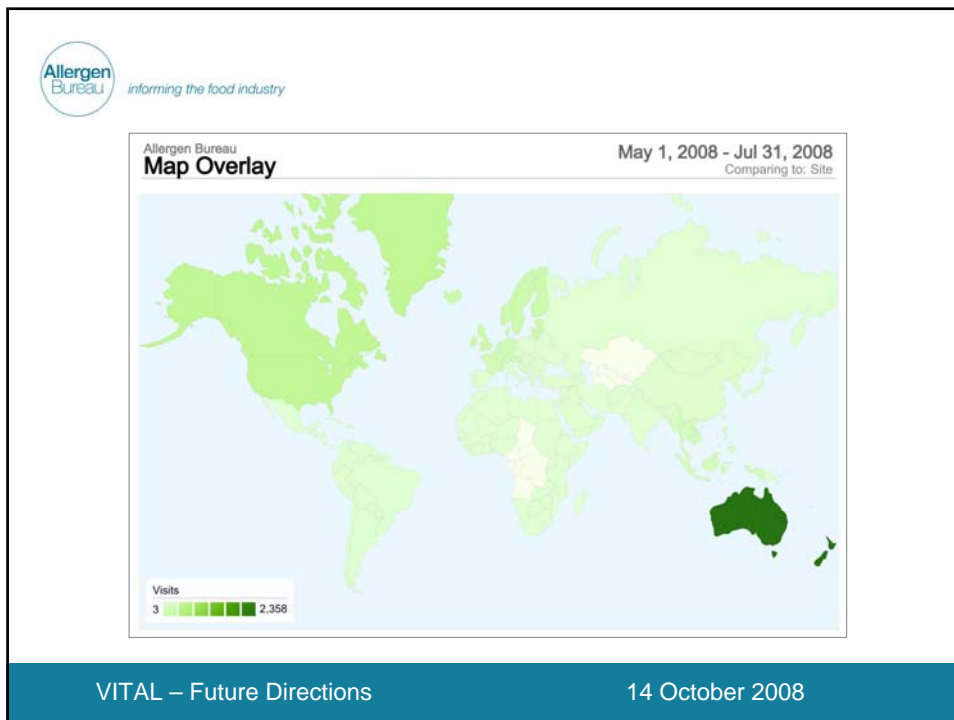 Allergen
Bureau
informing the food industry
Allergen Bureau
Map Overlay
May 1, 2008 - Jul 31, 2008
Comparing to: Site
Visits
3 2,358
VITAL – Future Directions 14 October 2008